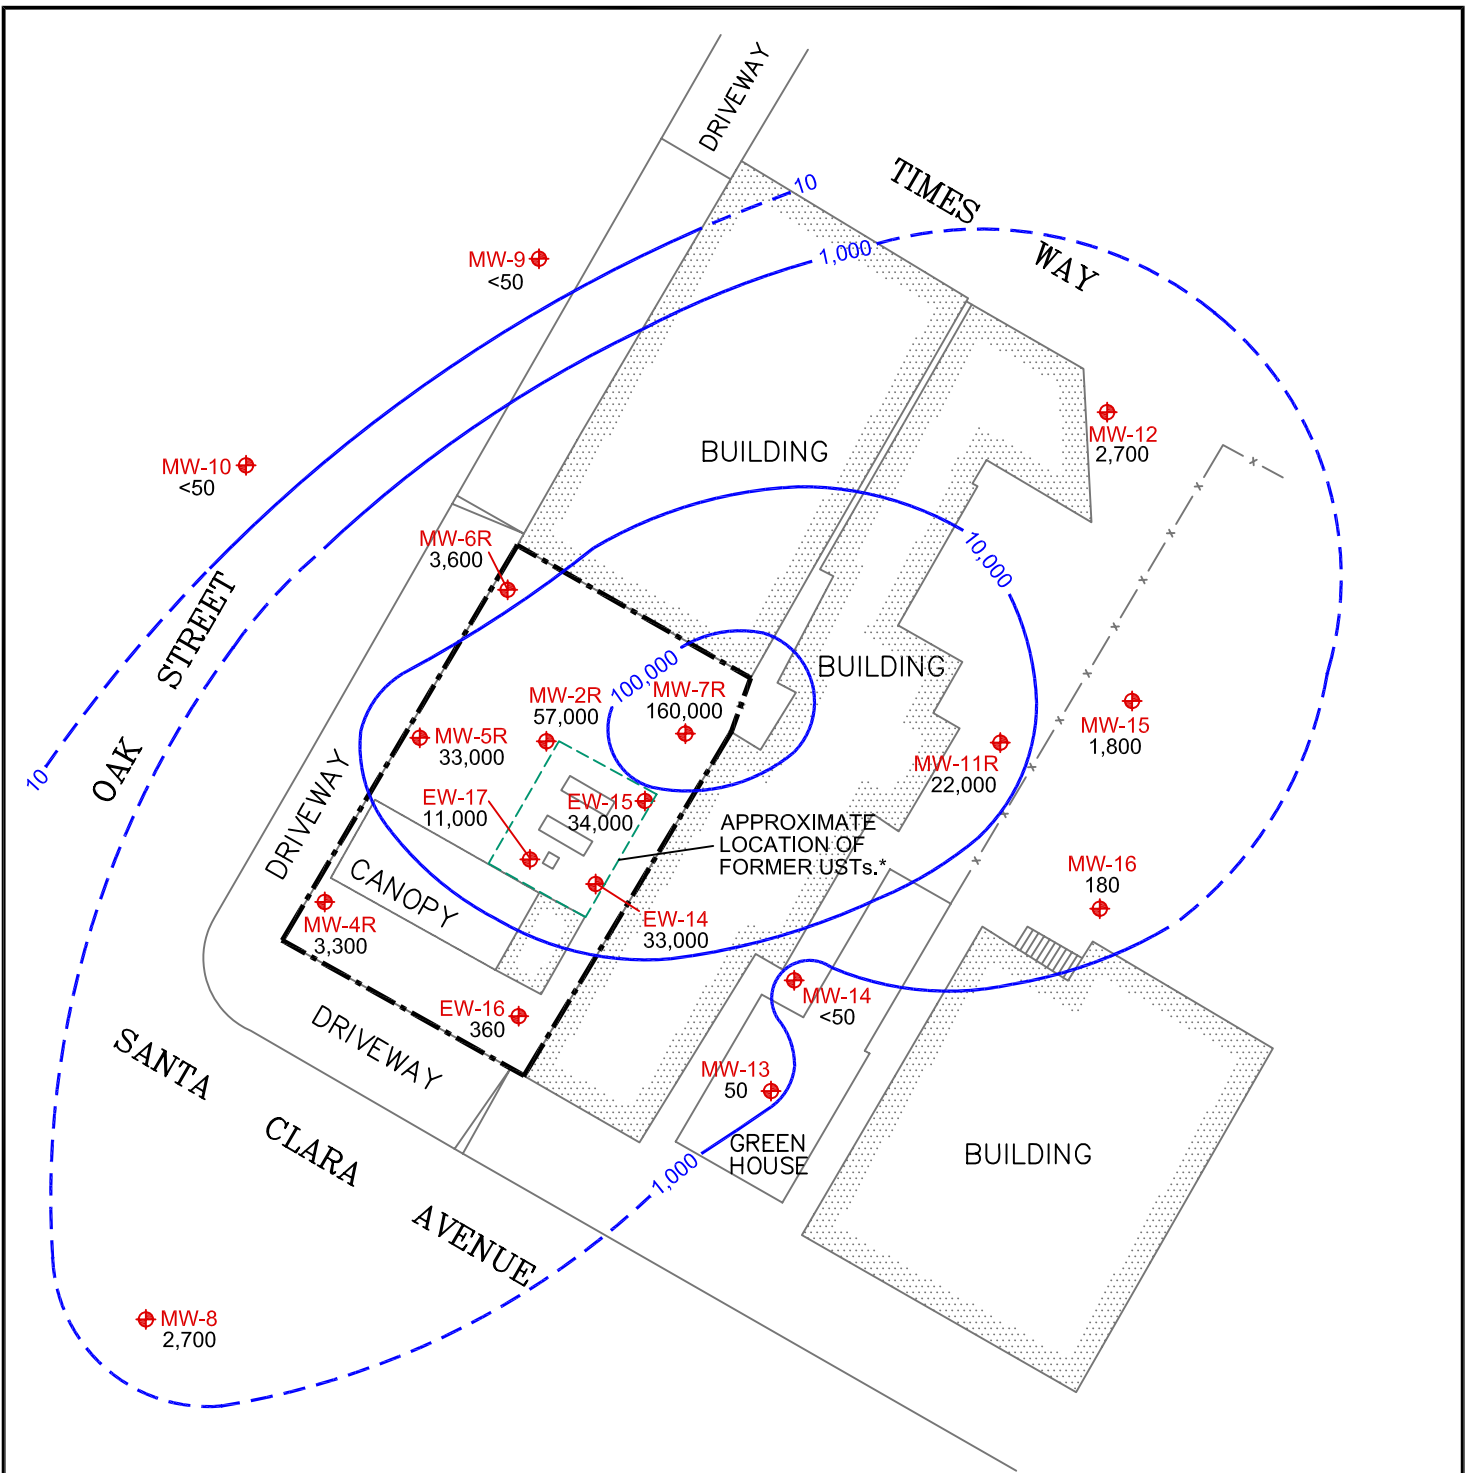 DRIVEWAY
TIMES
WAY
10
1,000
MW-9
<50
MW-12
2,700
BUILDING
MW-10
<50
MW-6R
3,600
10,000
STREET
100,000
BUILDING
MW-7R
160,000
MW-2R
57,000
MW-5R
33,000
MW-15
1,800
MW-11R
22,000
OAK
10
DRIVEWAY
EW-17
11,000
EW-15
34,000
APPROXIMATE
LOCATION OF
FORMER USTs.*
MW-16
180
CANOPY
MW-4R
3,300
EW-14
33,000
MW-14
<50
EW-16
360
DRIVEWAY
SANTA
CLARA
AVENUE
MW-13
50
GREEN
HOUSE
1,000
BUILDING
MW-8
2,700